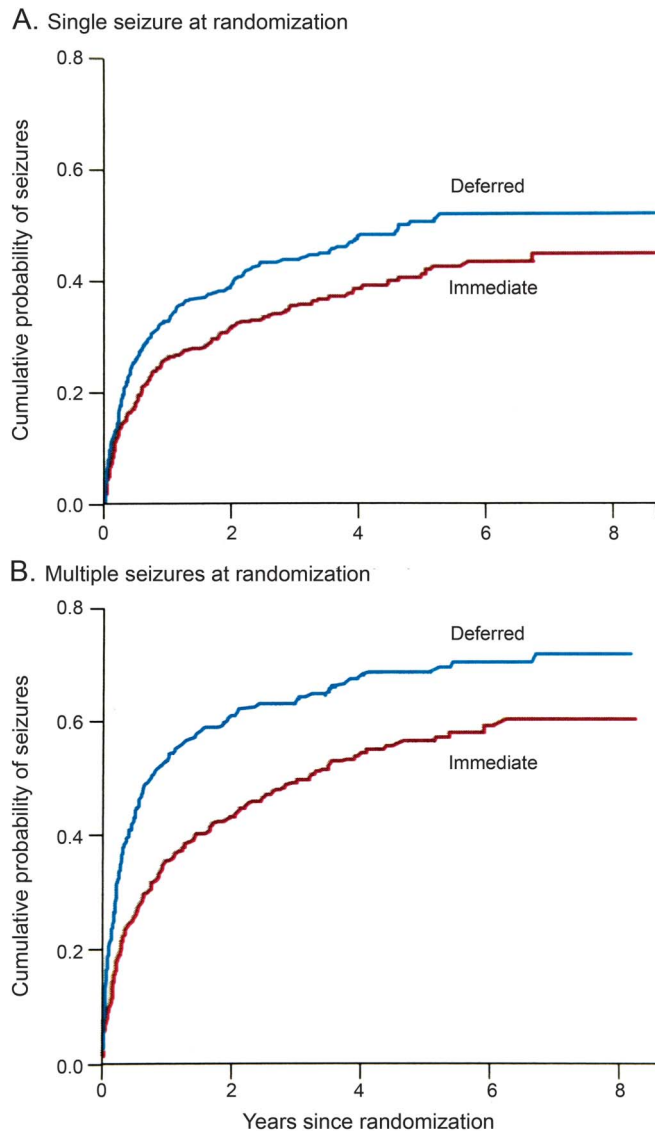 A. Single seizure at randomization
0.8
0.6
0.4
0.2
0.0
Cumulative probability of seizures
Deferred
Immediate
0 2 4 6 8
B. Multiple seizures at randomization
0.8
0.6
0.4
0.2
0.0
Cumulative probability of seizures
Deferred
Immediate
0 2 4 6 8
Years since randomization